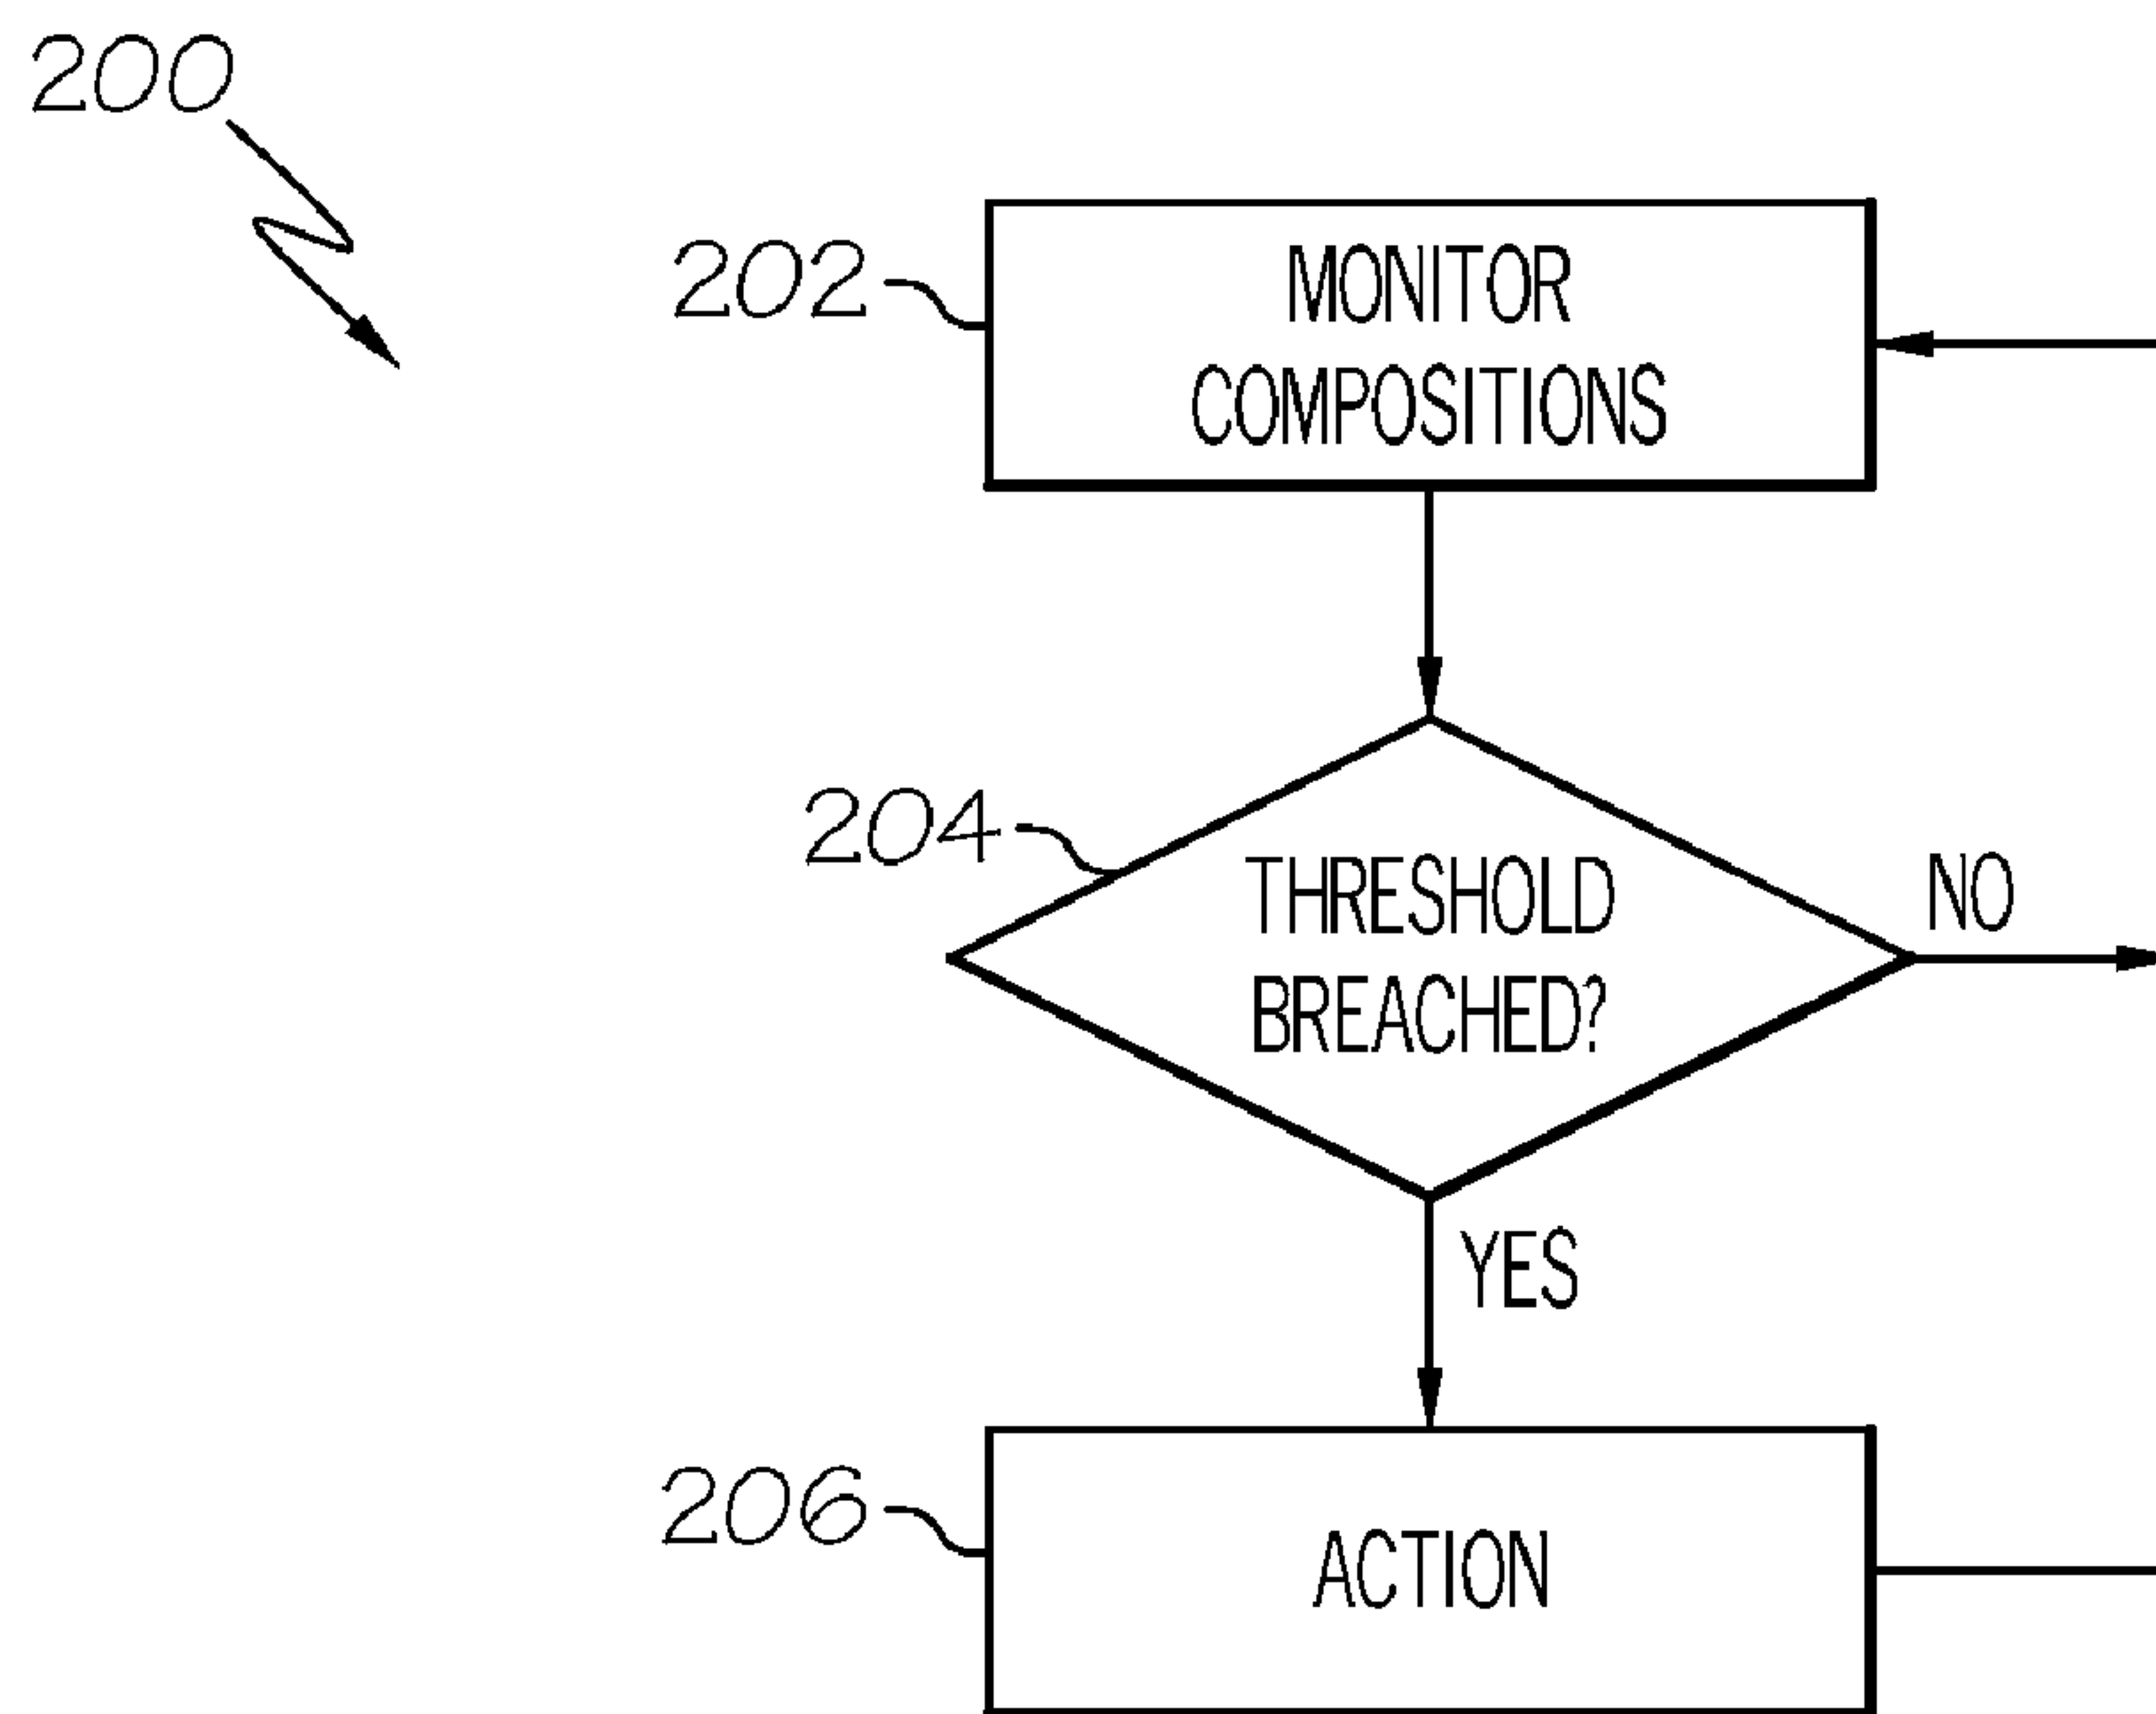 200
202
MONITOR
COMPOSITIONS
204
THRESHOLD
BREACHED?
NO
YES
206
ACTION